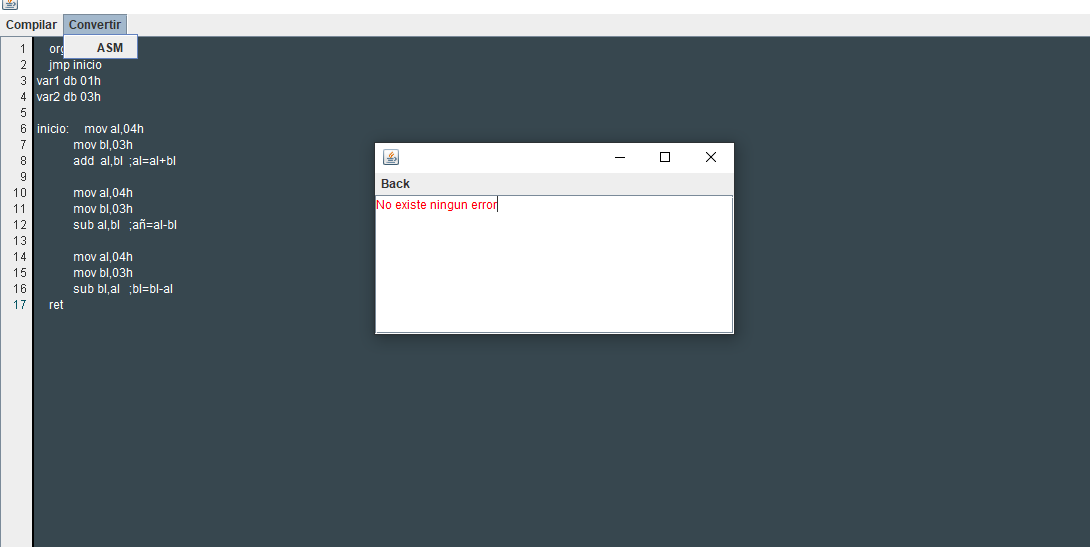 Compilar Convertir
ASM
1 org
2 jmp inicio
3 var1 db 01h
4 var2 db 03h
5
6 inicio: mov al,04h
7 mov bl,03h
8 add al,bl ;al=al+bl
9
10 mov al,04h
11 mov bl,03h
12 sub al,bl ;añ=al-bl
13
14 mov al,04h
15 mov bl,03h
16 sub bl,al ;bl=bl-al
17 ret
Back
No existe ningun error